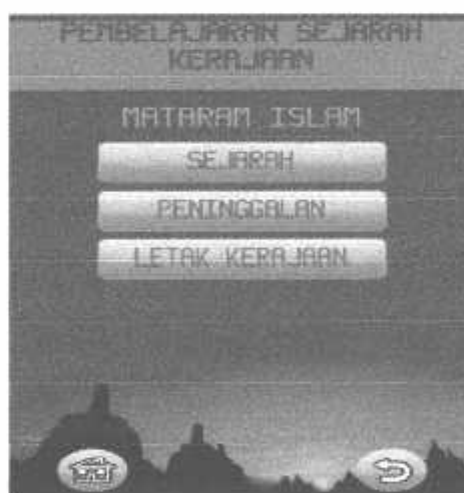 PEMBELAJARAN SEJARAH
KERAJAAN
MATARAM ISLAM
SEJARAH
PENINGGALAN
LETAK KERAJAAN